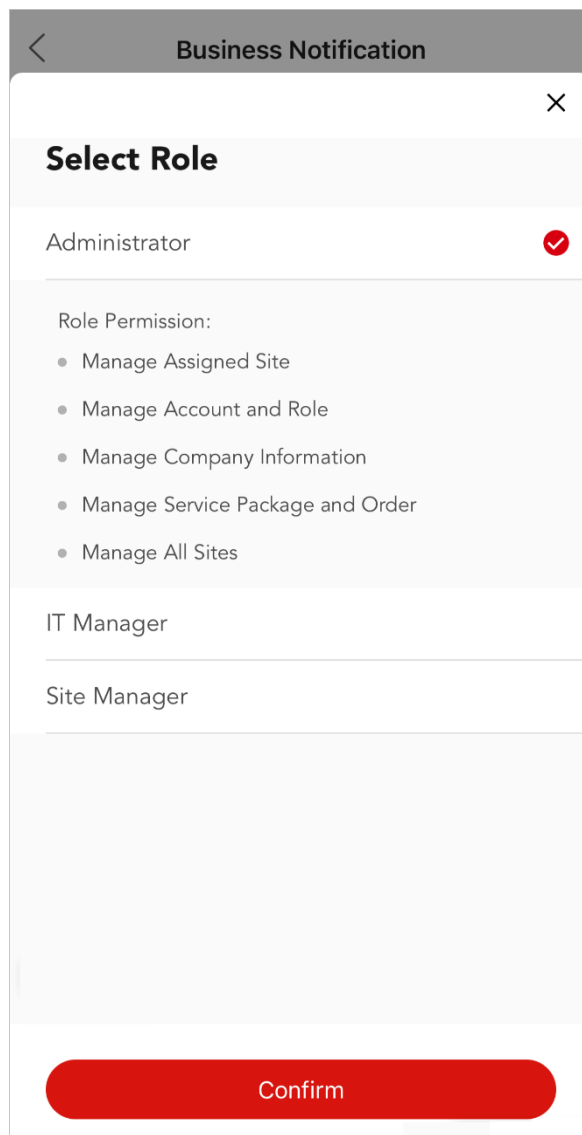 Business Notification
Select Role
Administrator
Role Permission:
Manage Assigned Site
Manage Account and Role
Manage Company Information
Manage Service Package and Order
Manage All Sites
IT Manager
Site Manager
Confirm